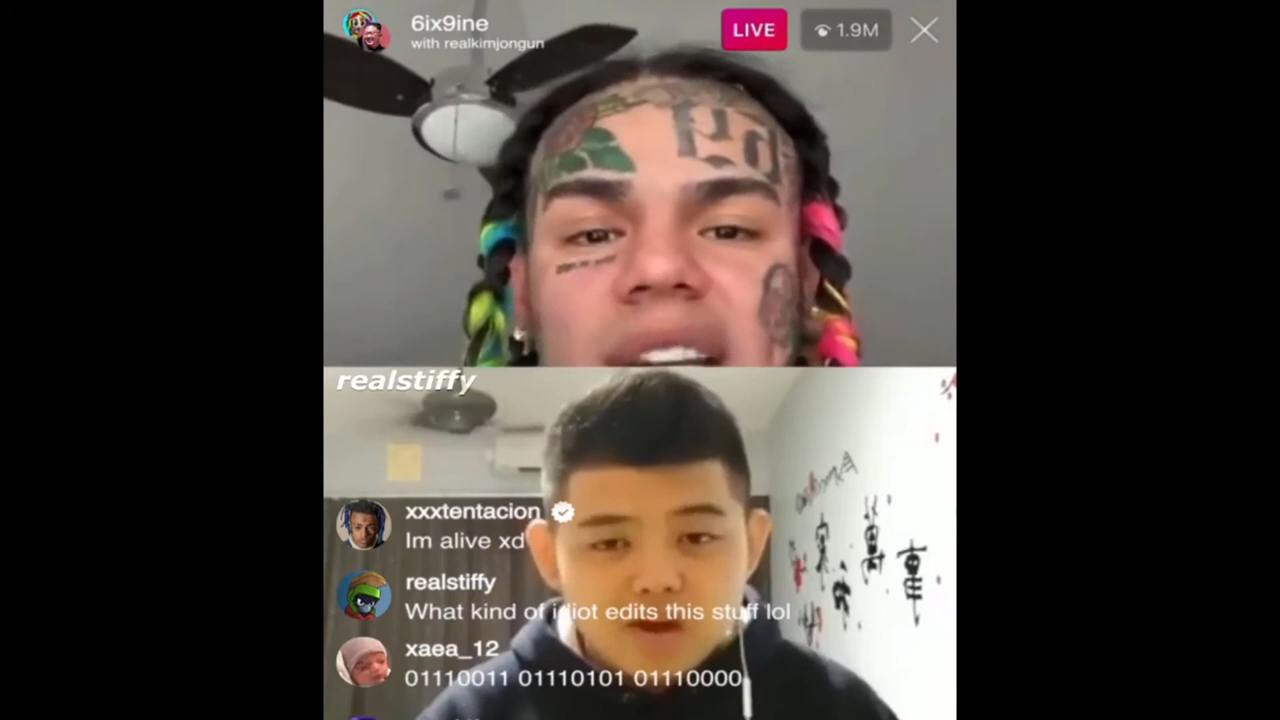 6ix9ine
with realkimjongun
LIVE
1.9M
realstiffy
xxxtentacion
Im alive xd
realstiffy
What kind of idiot edits this stuff lol
xaea_12
01110011 01110101 01110000